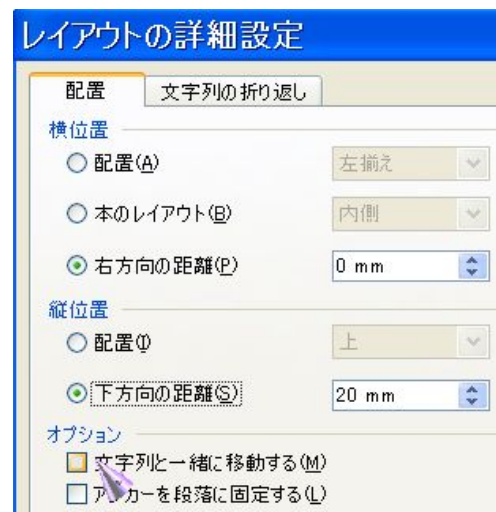 レイアウトの詳細設定
配置 文字列の折り返し
横位置
配置(A) 左揃え
本のレイアウト(B) 内側
右方向の距離(P) 0 mm
縦位置
配置(I) 上
下方向の距離(S) 20 mm
オプション
文字列と一緒に移動する(M)
アンカーを段落に固定する(L)